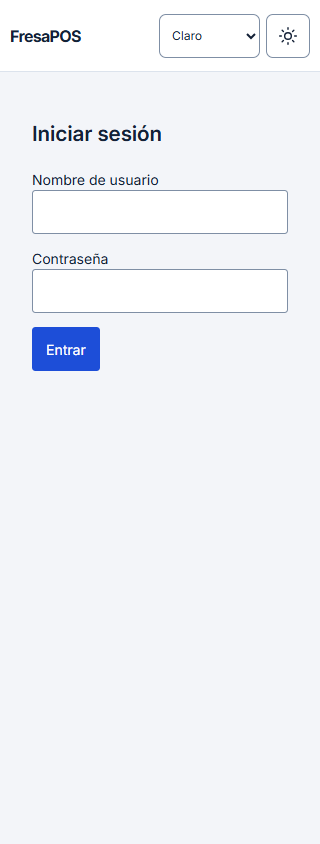 FresaPOS
Claro
Iniciar sesión
Nombre de usuario
Contraseña
Entrar